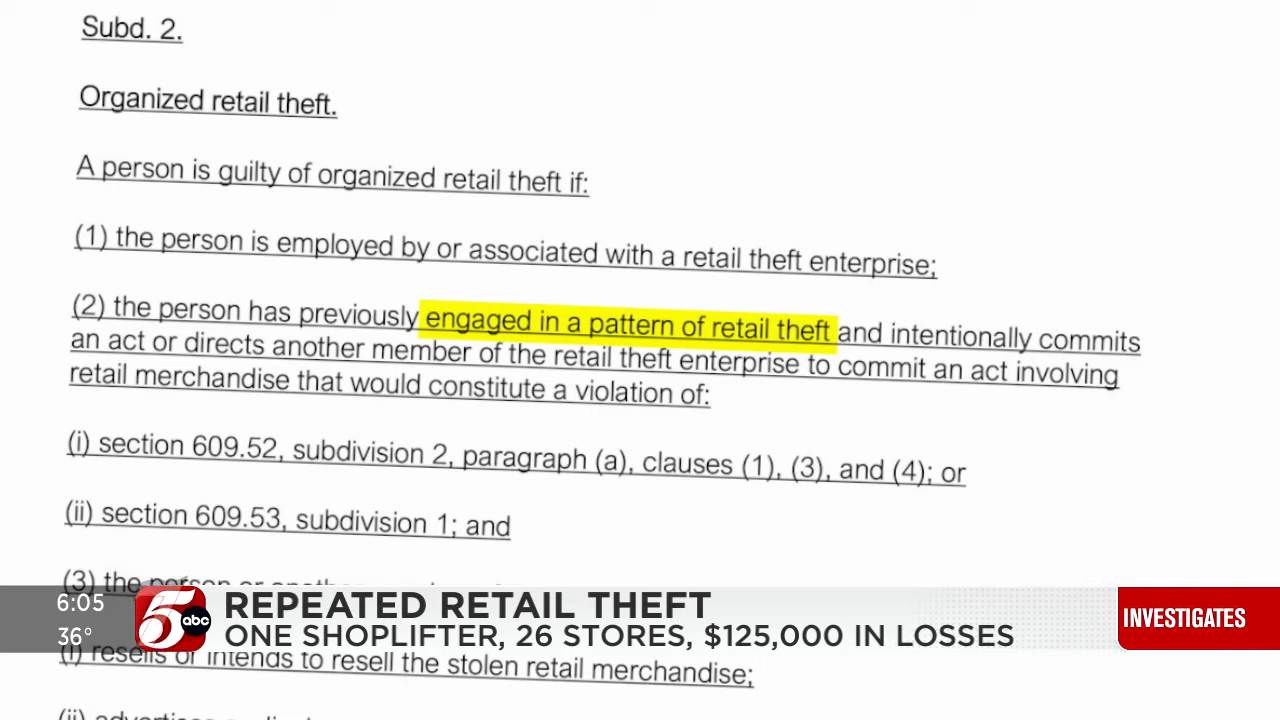 Subd. 2.
Organized retail theft.
A person is guilty of organized retail theft if:
(1) the person is employed by or associated with a retail theft enterprise;
(2) the person has previously engaged in a pattern of retail theft and intentionally commits
an act or directs another member of the retail theft enterprise to commit an act involving
retail merchandise that would constitute a violation of:
(i) section 609.52, subdivision 2, paragraph (a), clauses (1), (3), and (4); or
(ii) section 609.53, subdivision 1; and
(3) the person or
6:05
36°
5
abc
REPEATED RETAIL THEFT
ONE SHOPLIFTER, 26 STORES, $125,000 IN LOSSES
INVESTIGATES
(i) resells or intends to resell the stolen retail merchandise;
(ii)